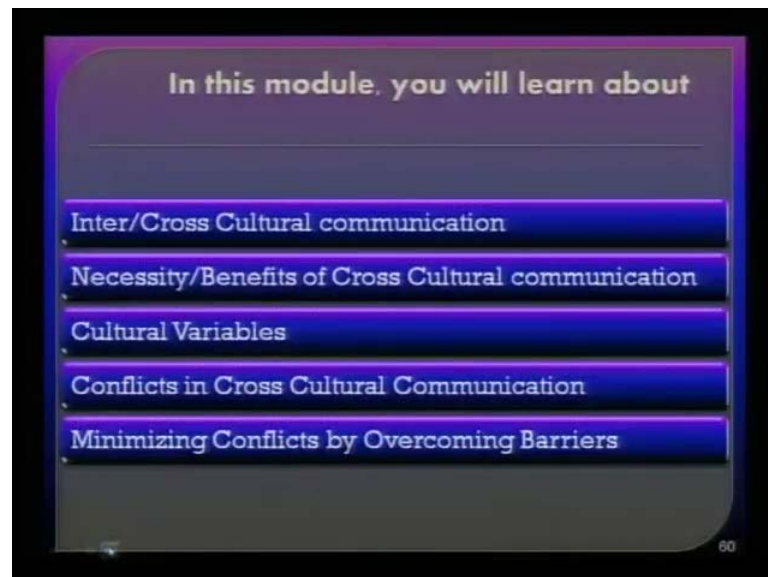 In this module, you will learn about
Inter/Cross Cultural communication
Necessity/Benefits of Cross Cultural communication
Cultural Variables
Conflicts in Cross Cultural Communication
Minimizing Conflicts by Overcoming Barriers
60